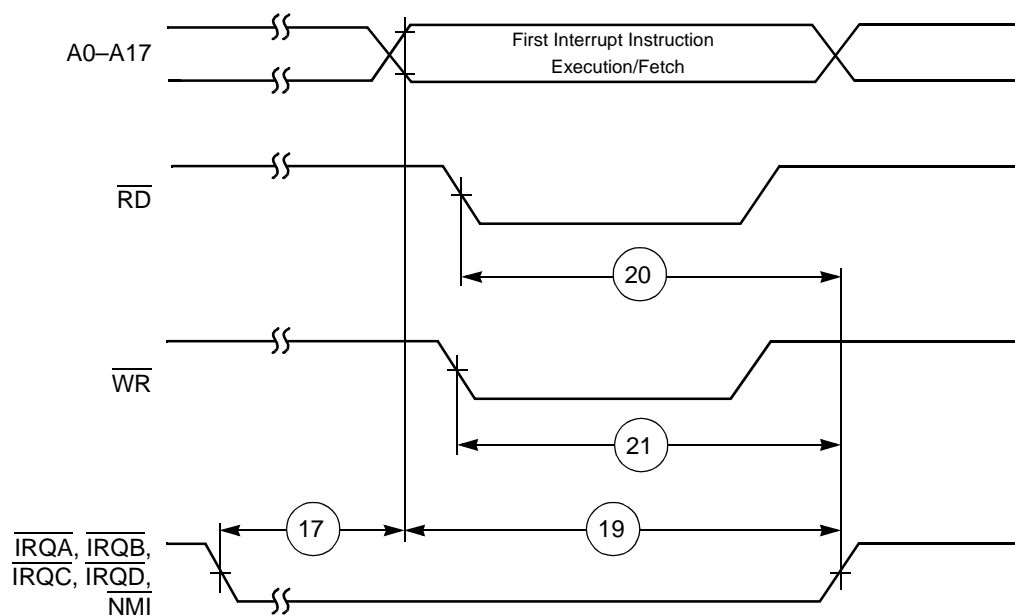 A0–A17
First Interrupt Instruction
Execution/Fetch
RD
20
WR
21
17
19
IRQA, IRQB,
IRQC, IRQD,
NMI